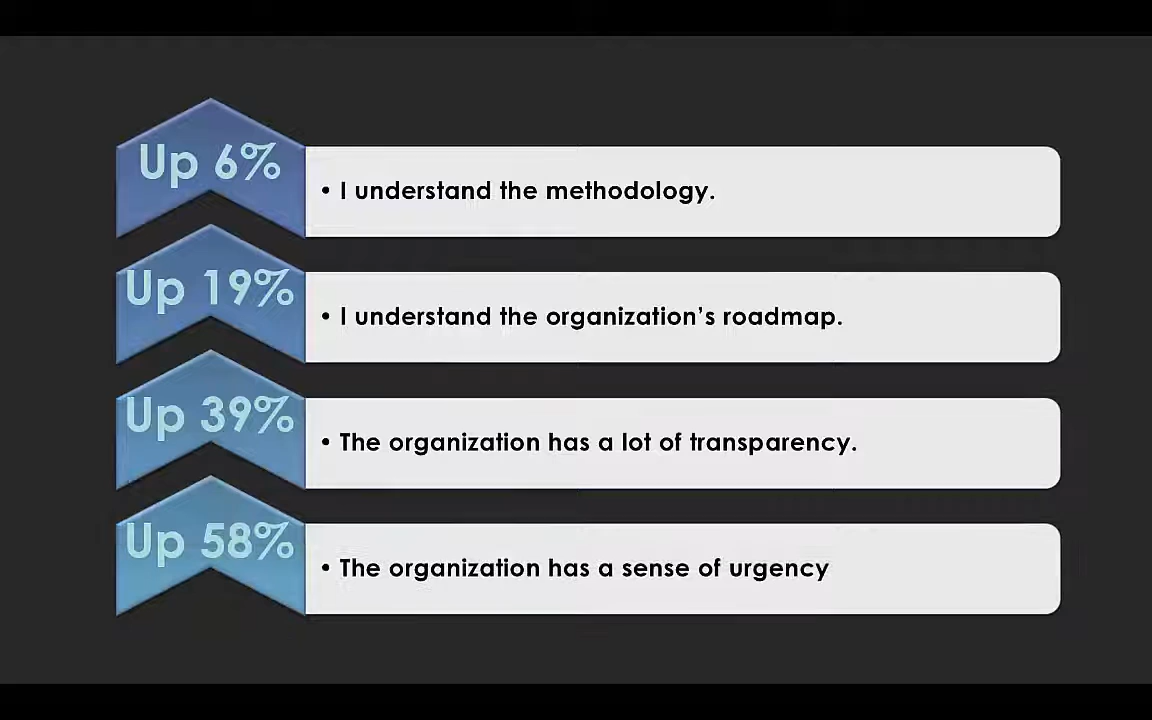 Up 6%
• I understand the methodology.
Up 19%
• I understand the organization's roadmap.
Up 39%
• The organization has a lot of transparency.
Up 58%
• The organization has a sense of urgency